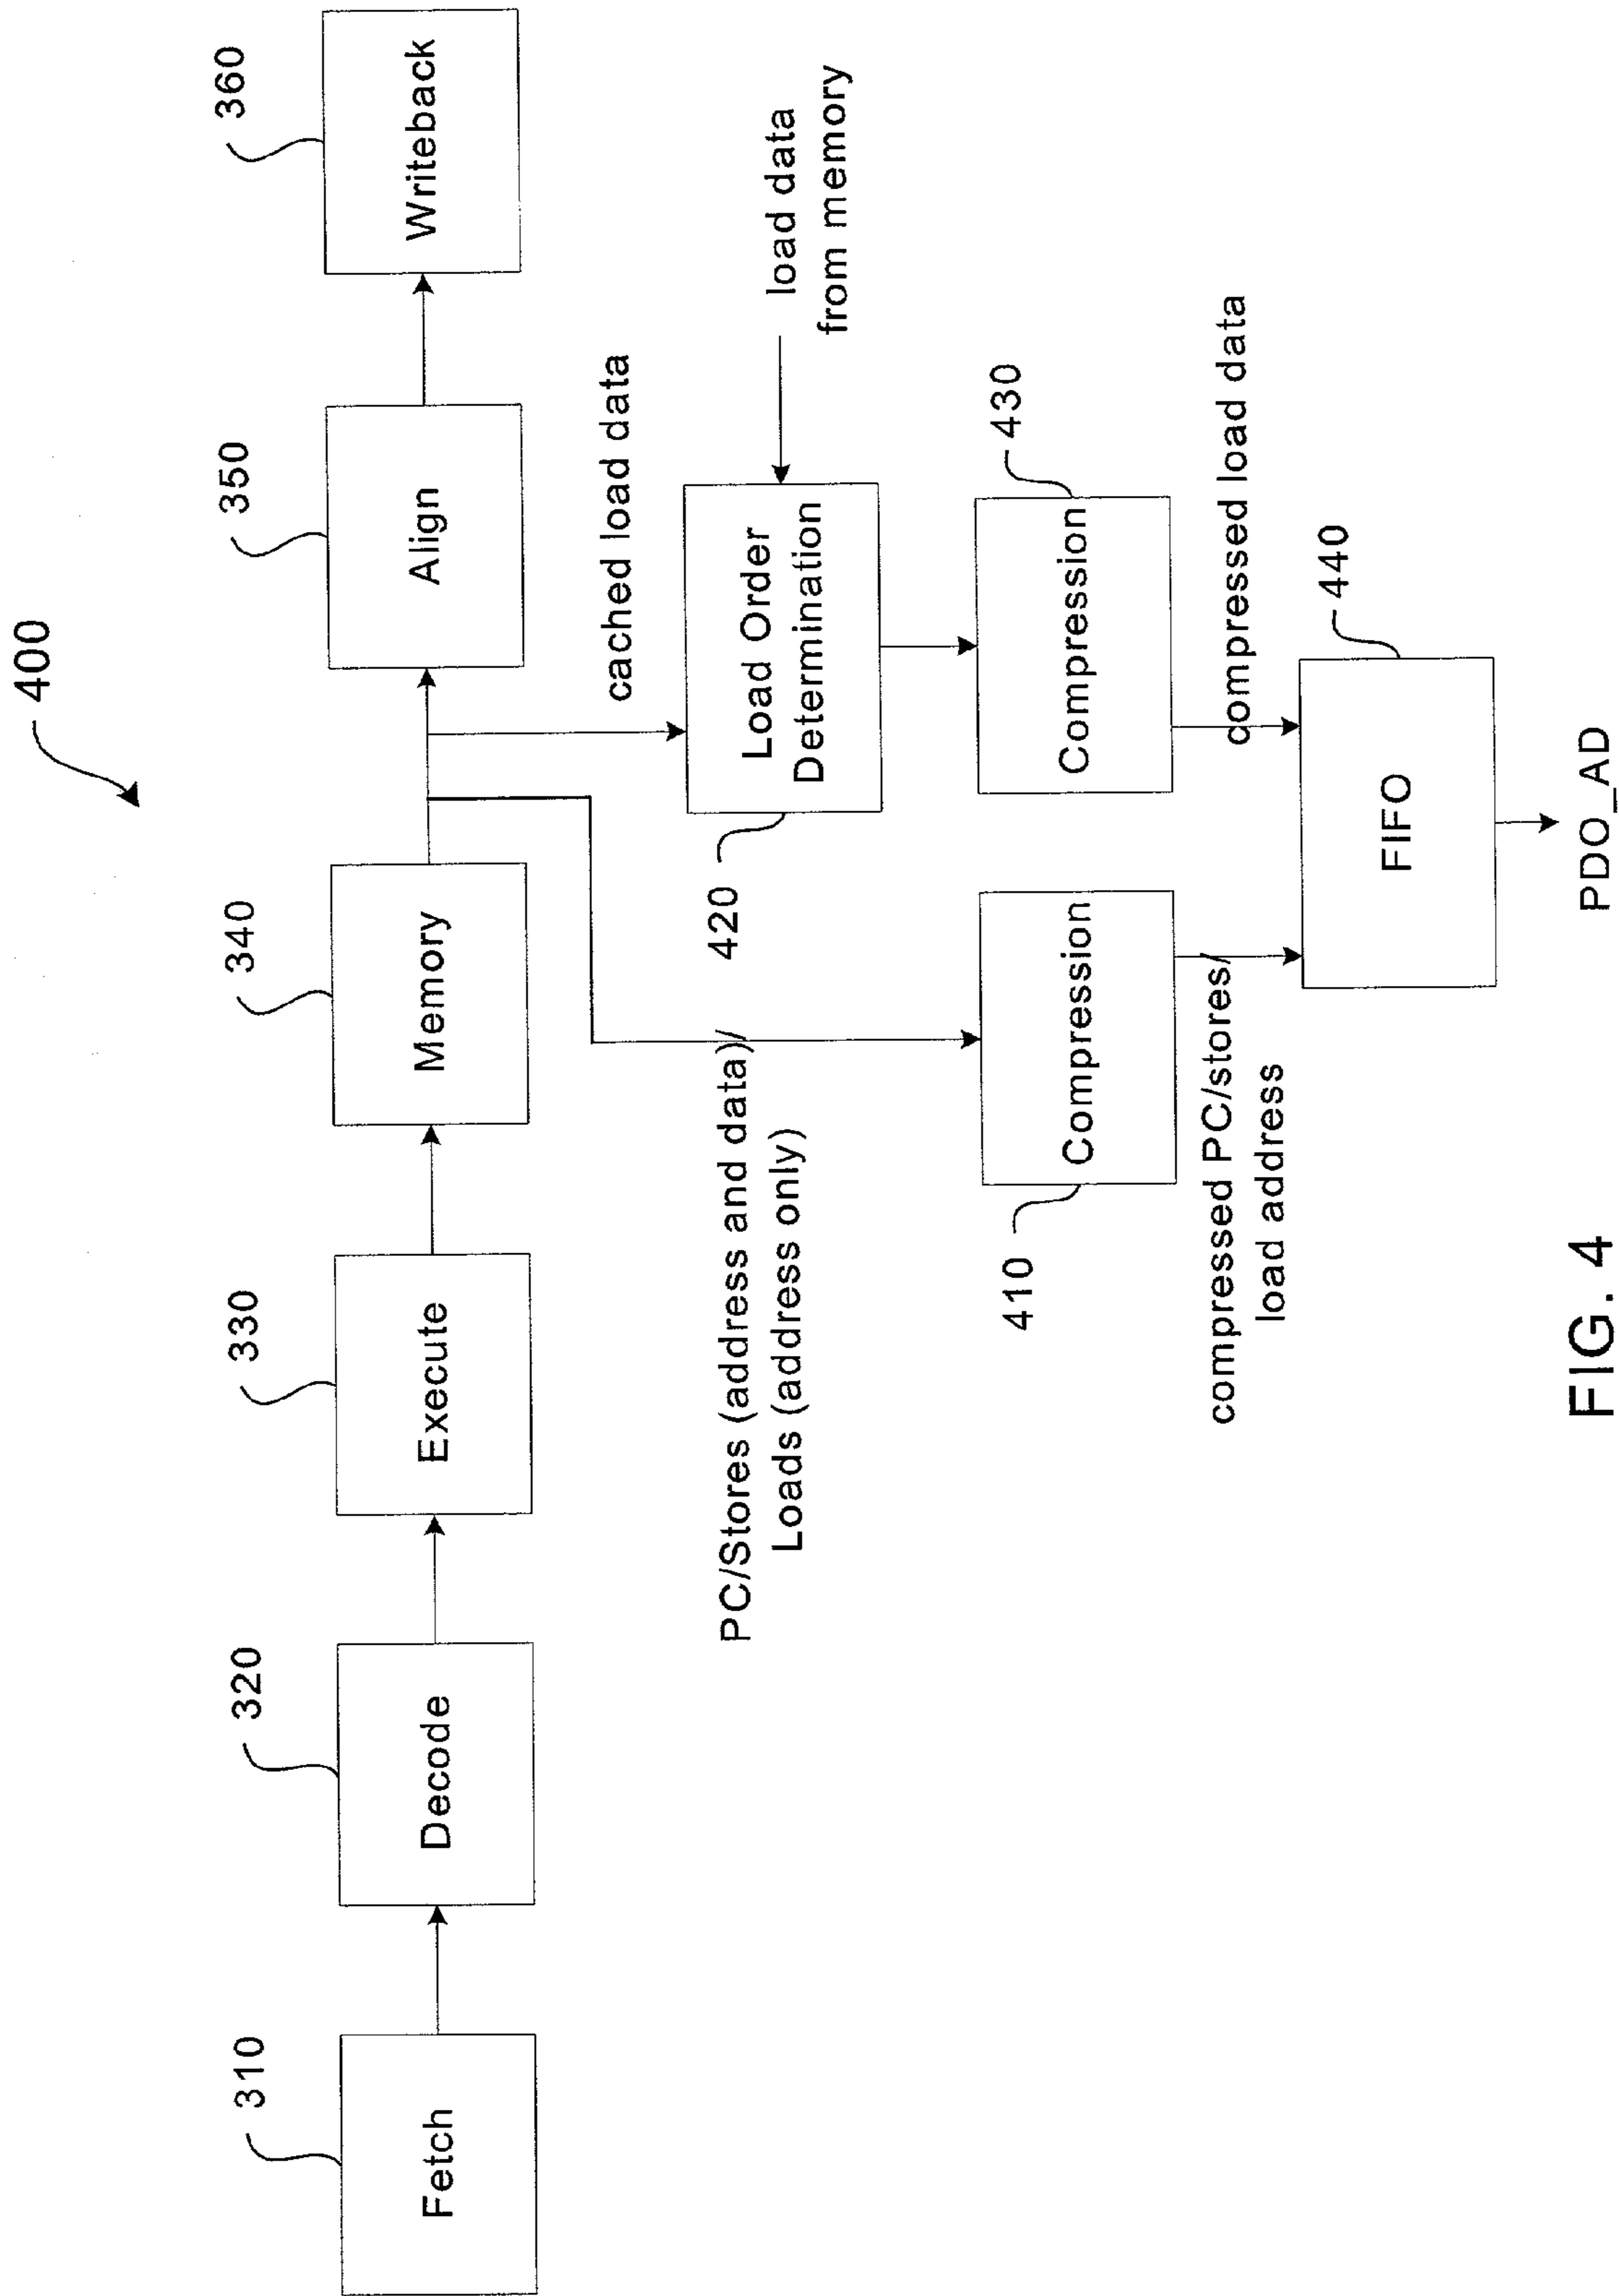 400
310
320
330
340
350
360
Fetch
Decode
Execute
Memory
Align
Writeback
PC/Stores (address and data)/
Loads (address only)
cached load data
load data
from memory
420
Load Order
Determination
410
Compression
Compression
430
compressed PC/stores/
load address
compressed load data
FIFO
440
PDO_AD
FIG. 4